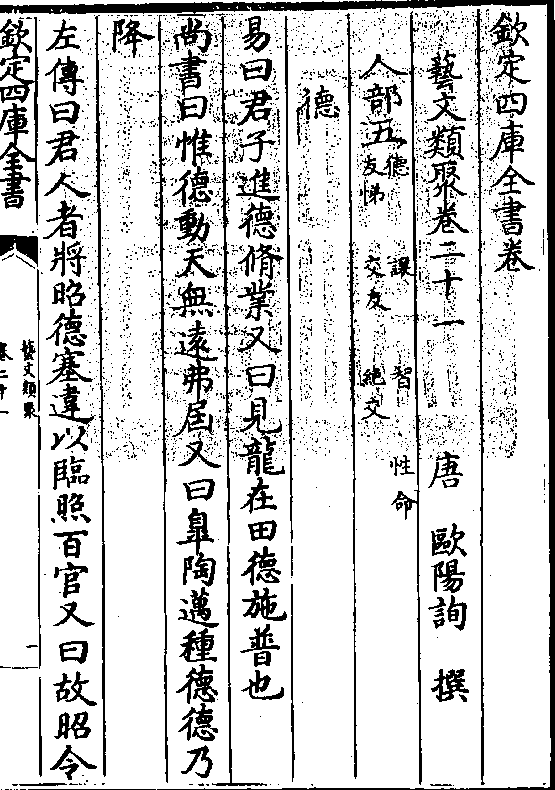 欽定四庫全書卷
藝文類聚卷二十一 唐 歐陽詢 撰
人部五 德 讓 智 性命
友悌 交友 絶交
德
易曰君子進德脩業又曰見龍在田德施普也
尚書曰惟德動天無遠弗屆又曰臯陶邁種德德乃
降
左傳曰君人者將昭德塞違以臨照百官又曰故昭令
欽定四庫全書
藝文類聚
卷二十一
一